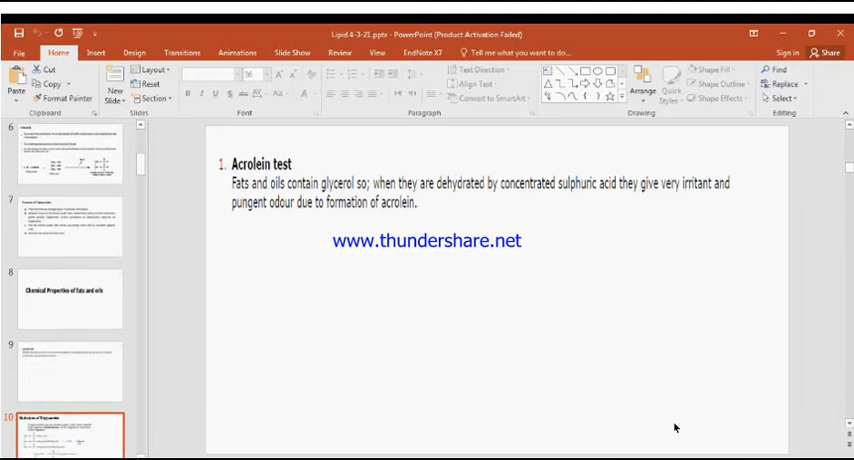 Lipid 4-3-21.pptx - PowerPoint (Product Activation Failed)
File Home Insert Design Transitions Animations Slide Show Review View EndNote X7 Tell me what you want to do... Sign in Share
Cut
Copy
Format Painter
Paste
New Slide
Layout
Reset
Section
36
Text Direction
Align Text
Convert to SmartArt
Arrange
Quick Styles
Shape Fill
Shape Outline
Shape Effects
Find
Replace
Select
Font Paragraph Drawing Editing
6
7
8
Chemical Properties of fats and oils
9
10
Hydrolysis of Triglycerides
1. Acrolein test
Fats and oils contain glycerol so; when they are dehydrated by concentrated sulphuric acid they give very irritant and
pungent odour due to formation of acrolein.
www.thundershare.net